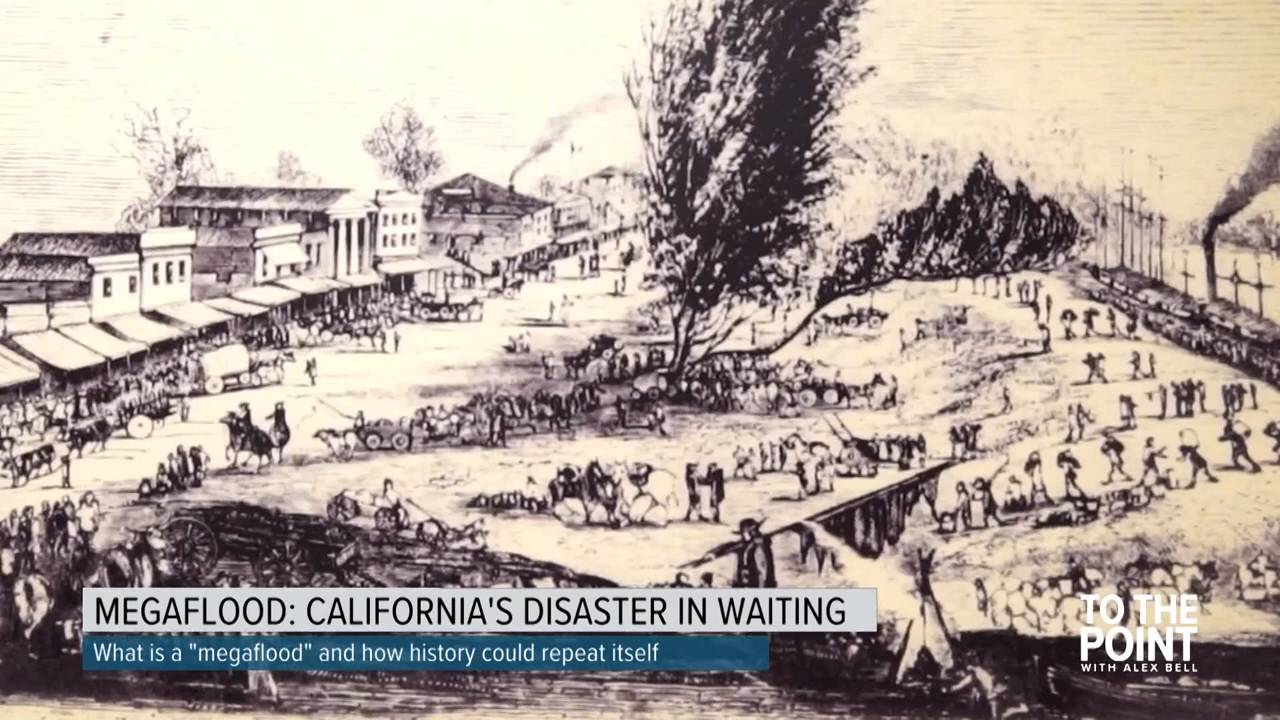 MEGAFLOOD: CALIFORNIA'S DISASTER IN WAITING
What is a "megaflood" and how history could repeat itself
TO THE
POINT
WITH ALEX BELL